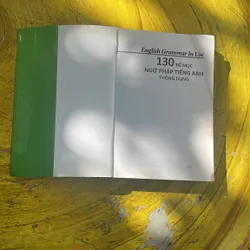 English Grammar In Use
130 ĐỀ MỤC
NGỮ PHÁP TIẾNG ANH
THÔNG DỤNG